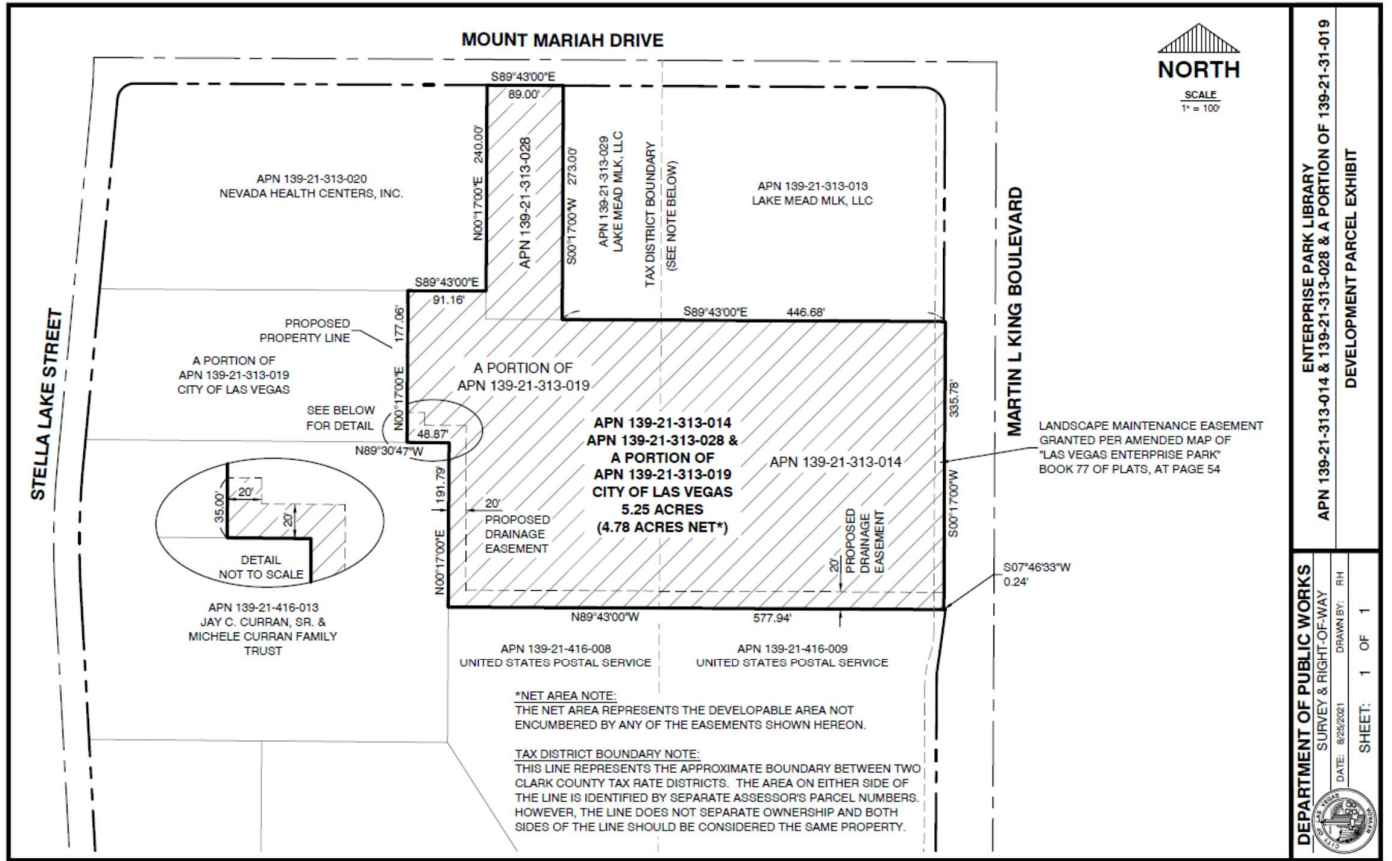 MOUNT MARIAH DRIVE
NORTH
SCALE
1" = 100'
S89°43'00"E
89.00'
APN 139-21-313-020
NEVADA HEALTH CENTERS, INC.
N00°17'00"E 240.00'
APN 139-21-313-028
S00°17'00"W 273.00'
APN 139-21-313-029
LAKE MEAD MLK, LLC
TAX DISTRICT BOUNDARY
(SEE NOTE BELOW)
APN 139-21-313-013
LAKE MEAD MLK, LLC
MARTIN L KING BOULEVARD
STELLA LAKE STREET
S89°43'00"E
91.16'
S89°43'00"E 446.68'
PROPOSED
PROPERTY LINE
N00°17'00"E 177.06'
A PORTION OF
APN 139-21-313-019
CITY OF LAS VEGAS
A PORTION OF
APN 139-21-313-019
SEE BELOW
FOR DETAIL
48.87'
N89°30'47"W
APN 139-21-313-014
APN 139-21-313-028 &
A PORTION OF
APN 139-21-313-019
CITY OF LAS VEGAS
5.25 ACRES
(4.78 ACRES NET*)
APN 139-21-313-014
S00°17'00"W 335.78'
LANDSCAPE MAINTENANCE EASEMENT
GRANTED PER AMENDED MAP OF
"LAS VEGAS ENTERPRISE PARK"
BOOK 77 OF PLATS, AT PAGE 54
N00°17'00"E 191.79'
20'
PROPOSED
DRAINAGE
EASEMENT
20'
PROPOSED
DRAINAGE
EASEMENT
35.00'
20'
20'
DETAIL
NOT TO SCALE
S07°46'33"W
0.24'
N89°43'00"W 577.94'
APN 139-21-416-013
JAY C. CURRAN, SR. &
MICHELE CURRAN FAMILY
TRUST
APN 139-21-416-008
UNITED STATES POSTAL SERVICE
APN 139-21-416-009
UNITED STATES POSTAL SERVICE
*NET AREA NOTE:
THE NET AREA REPRESENTS THE DEVELOPABLE AREA NOT
ENCUMBERED BY ANY OF THE EASEMENTS SHOWN HEREON.
TAX DISTRICT BOUNDARY NOTE:
THIS LINE REPRESENTS THE APPROXIMATE BOUNDARY BETWEEN TWO
CLARK COUNTY TAX RATE DISTRICTS. THE AREA ON EITHER SIDE OF
THE LINE IS IDENTIFIED BY SEPARATE ASSESSOR'S PARCEL NUMBERS.
HOWEVER, THE LINE DOES NOT SEPARATE OWNERSHIP AND BOTH
SIDES OF THE LINE SHOULD BE CONSIDERED THE SAME PROPERTY.
ENTERPRISE PARK LIBRARY
APN 139-21-313-014 & 139-21-313-028 & A PORTION OF 139-21-31-019
DEVELOPMENT PARCEL EXHIBIT
DEPARTMENT OF PUBLIC WORKS
SURVEY & RIGHT-OF-WAY
DATE: 8/25/2021 DRAWN BY: RH
SHEET: 1 OF 1
CITY OF LAS VEGAS
NEVADA